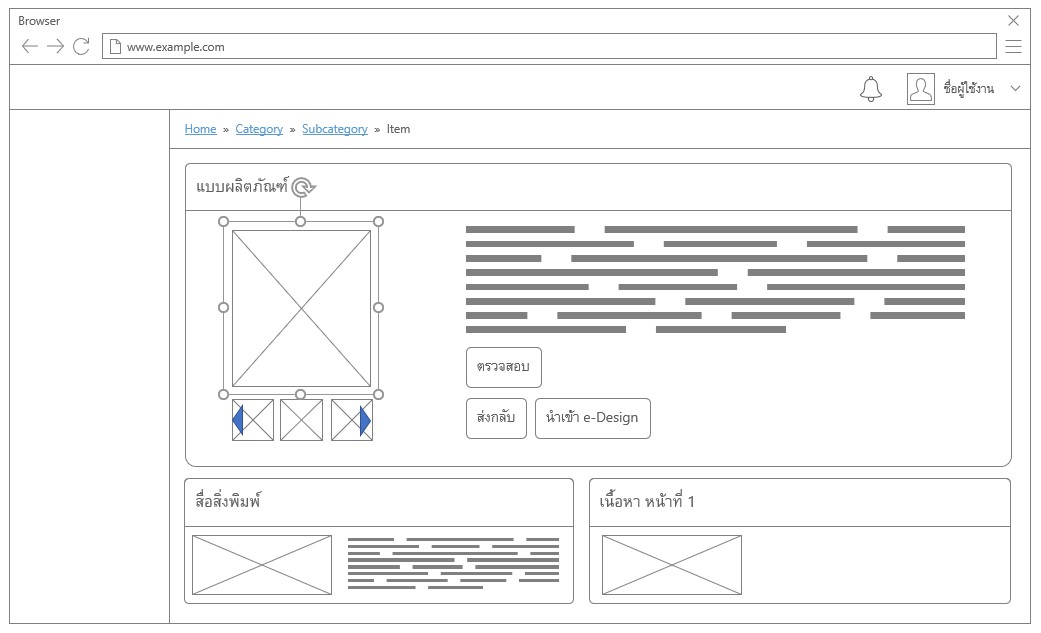 Browser
www.example.com
ชื่อผู้ใช้งาน
Home » Category » Subcategory » Item
แบบผลิตภัณฑ์
ตรวจสอบ
ส่งกลับ นำเข้า e-Design
สื่อสิ่งพิมพ์ เนื้อหา หน้าที่ 1